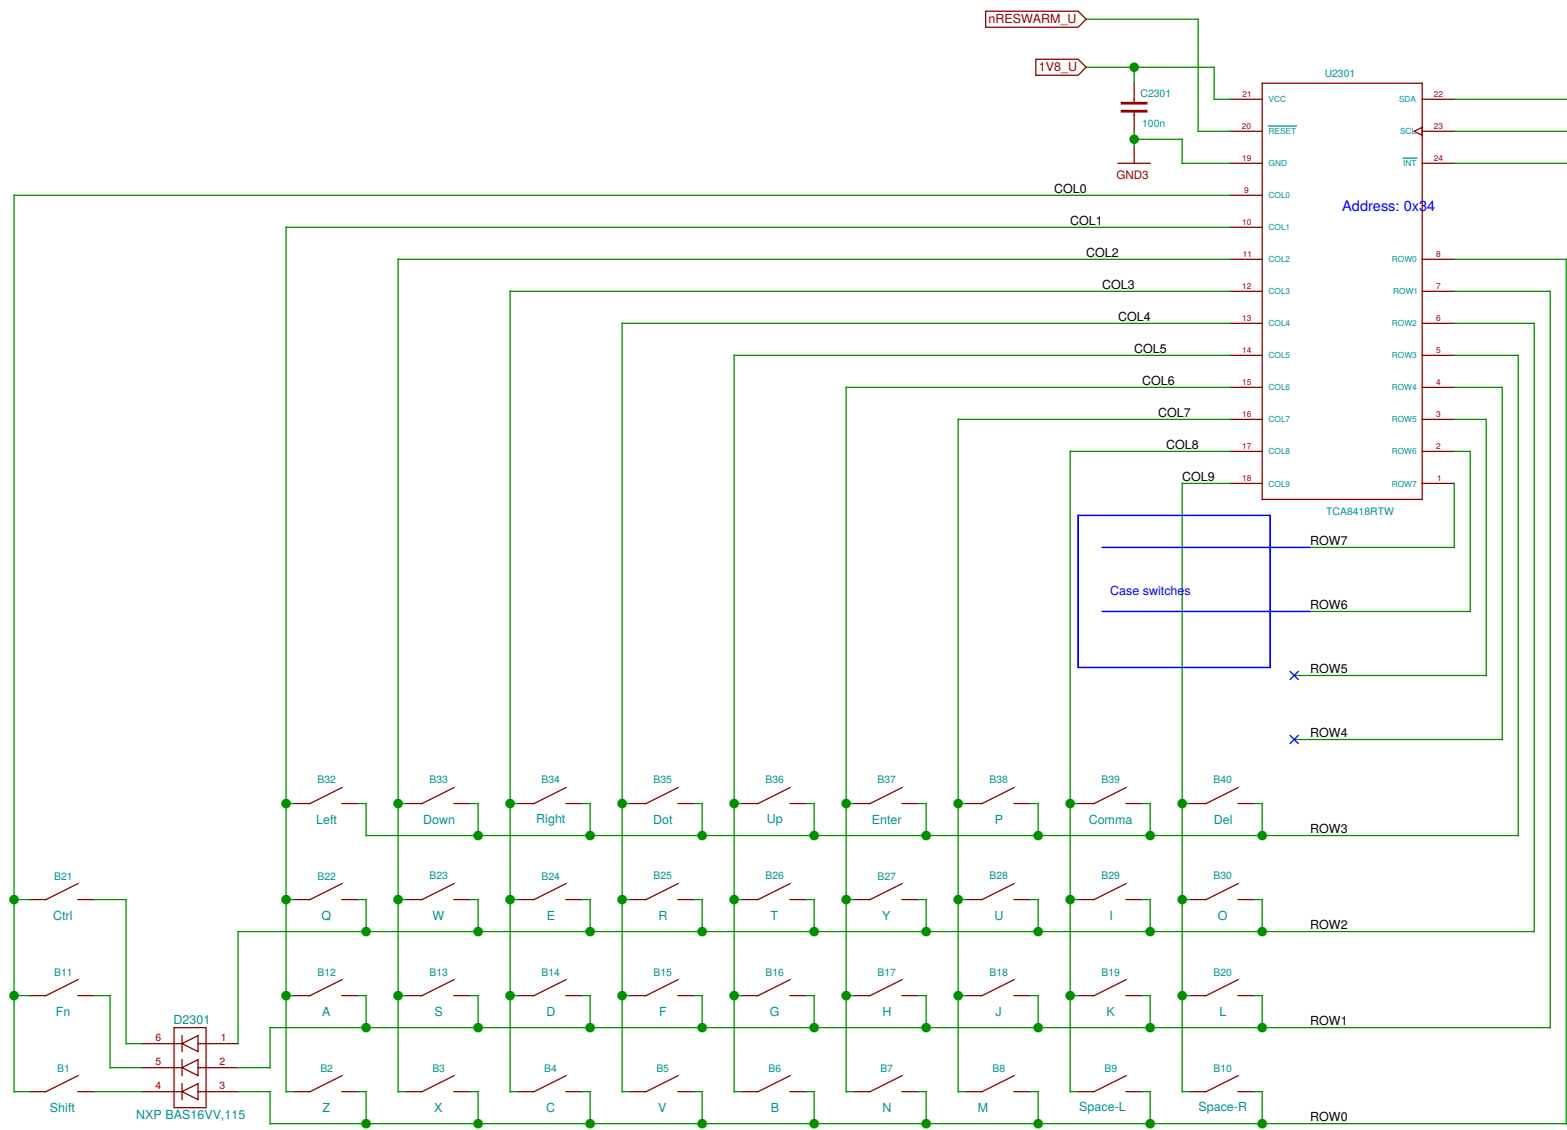 nRESWARM_U
1V8_U
U2301
C2301
100n
GND3
21 VCC SDA 22
20 RESET SCL 23
19 GND INT 24
COL0 9 COL0
Address: 0x34
COL1 10 COL1
COL2 11 COL2 ROW0 8
COL3 12 COL3 ROW1 7
COL4 13 COL4 ROW2 6
COL5 14 COL5 ROW3 5
COL6 15 COL6 ROW4 4
COL7 16 COL7 ROW5 3
COL8 17 COL8 ROW6 2
COL9 18 COL9 ROW7 1
TCA8418RTW
ROW7
Case switches
ROW6
ROW5
ROW4
B32 B33 B34 B35 B36 B37 B38 B39 B40
Left Down Right Dot Up Enter P Comma Del
ROW3
B21 B22 B23 B24 B25 B26 B27 B28 B29 B30
Ctrl Q W E R T Y U I O
ROW2
B11 B12 B13 B14 B15 B16 B17 B18 B19 B20
Fn A S D F G H J K L
ROW1
D2301
6 1
5 2
4 3
NXP BAS16VV,115
B1 B2 B3 B4 B5 B6 B7 B8 B9 B10
Shift Z X C V B N M Space-L Space-R
ROW0